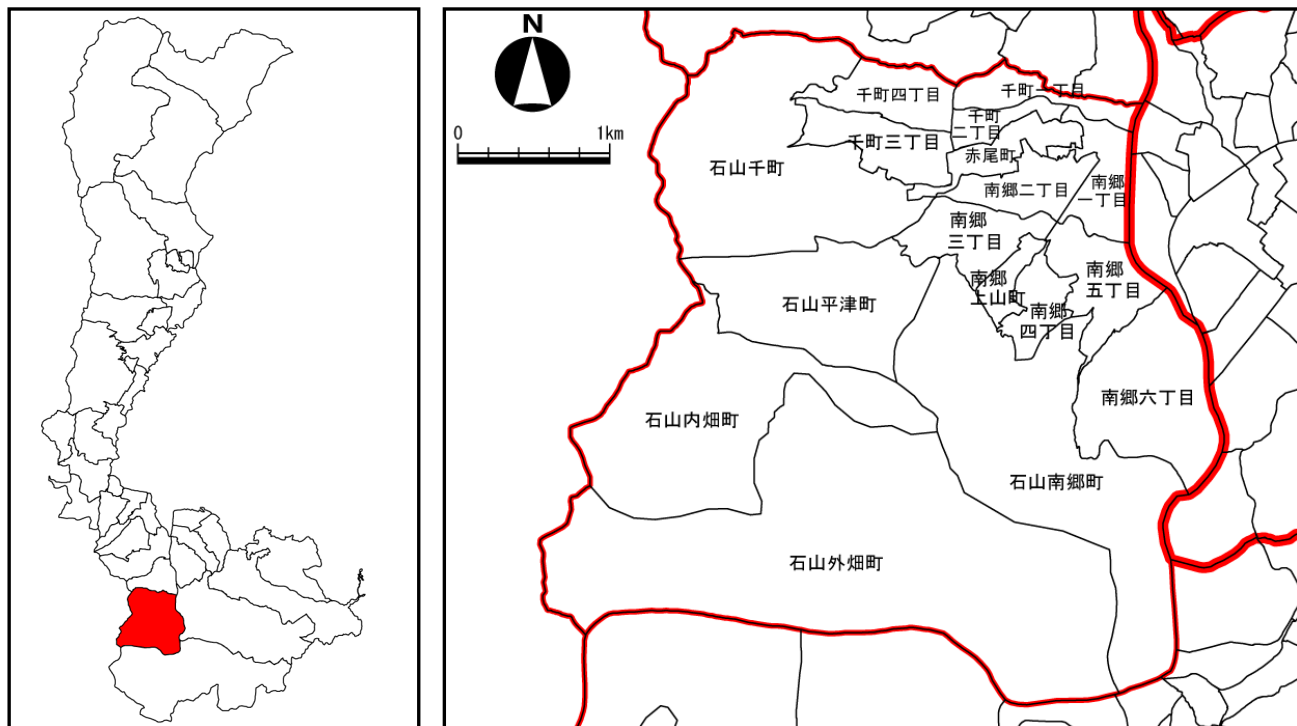 N
0
1km
千町四丁目
千町一丁目
千町
二丁目
千町三丁目
赤尾町
石山千町
南郷二丁目
南郷
一丁目
南郷
三丁目
南郷
上山町
南郷
五丁目
南郷
四丁目
石山平津町
南郷六丁目
石山内畑町
石山南郷町
石山外畑町